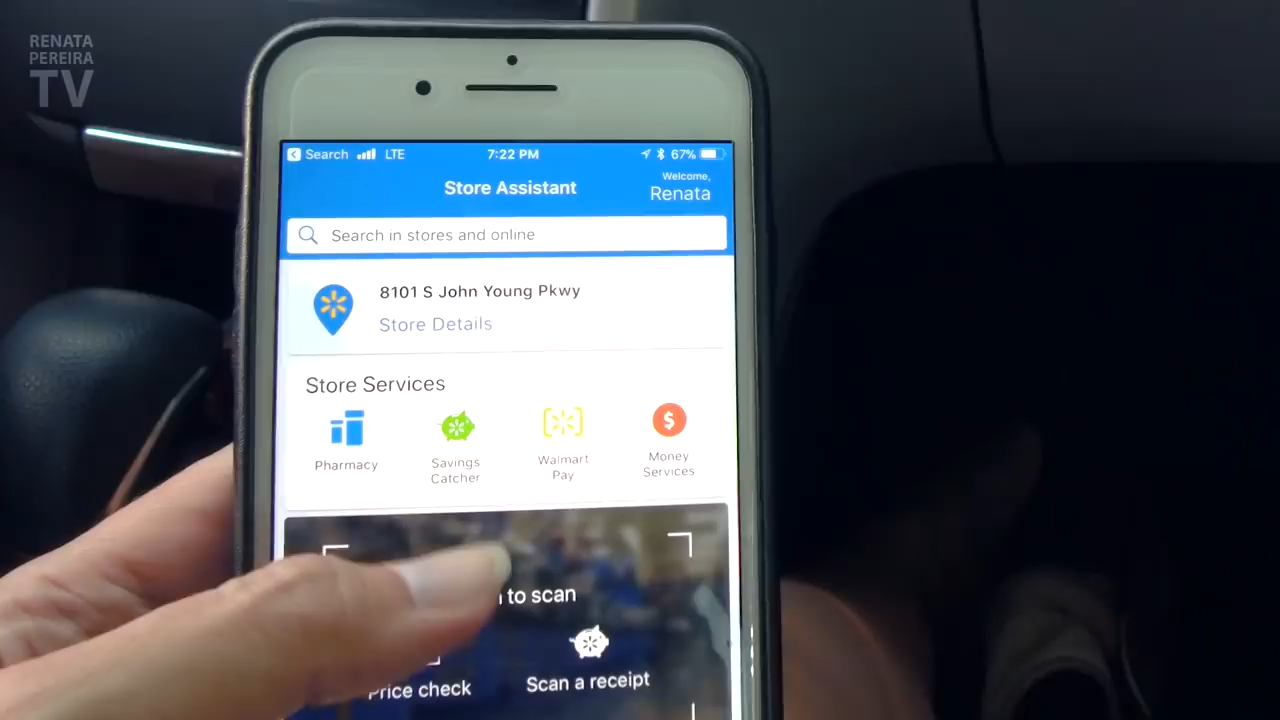 RENATA
PEREIRA
TV
Search LTE 7:22 PM 67%
Welcome,
Store Assistant Renata
Search in stores and online
8101 S John Young Pkwy
Store Details
Store Services
Pharmacy
Savings
Catcher
Walmart
Pay
Money
Services
to scan
Price check
Scan a receipt